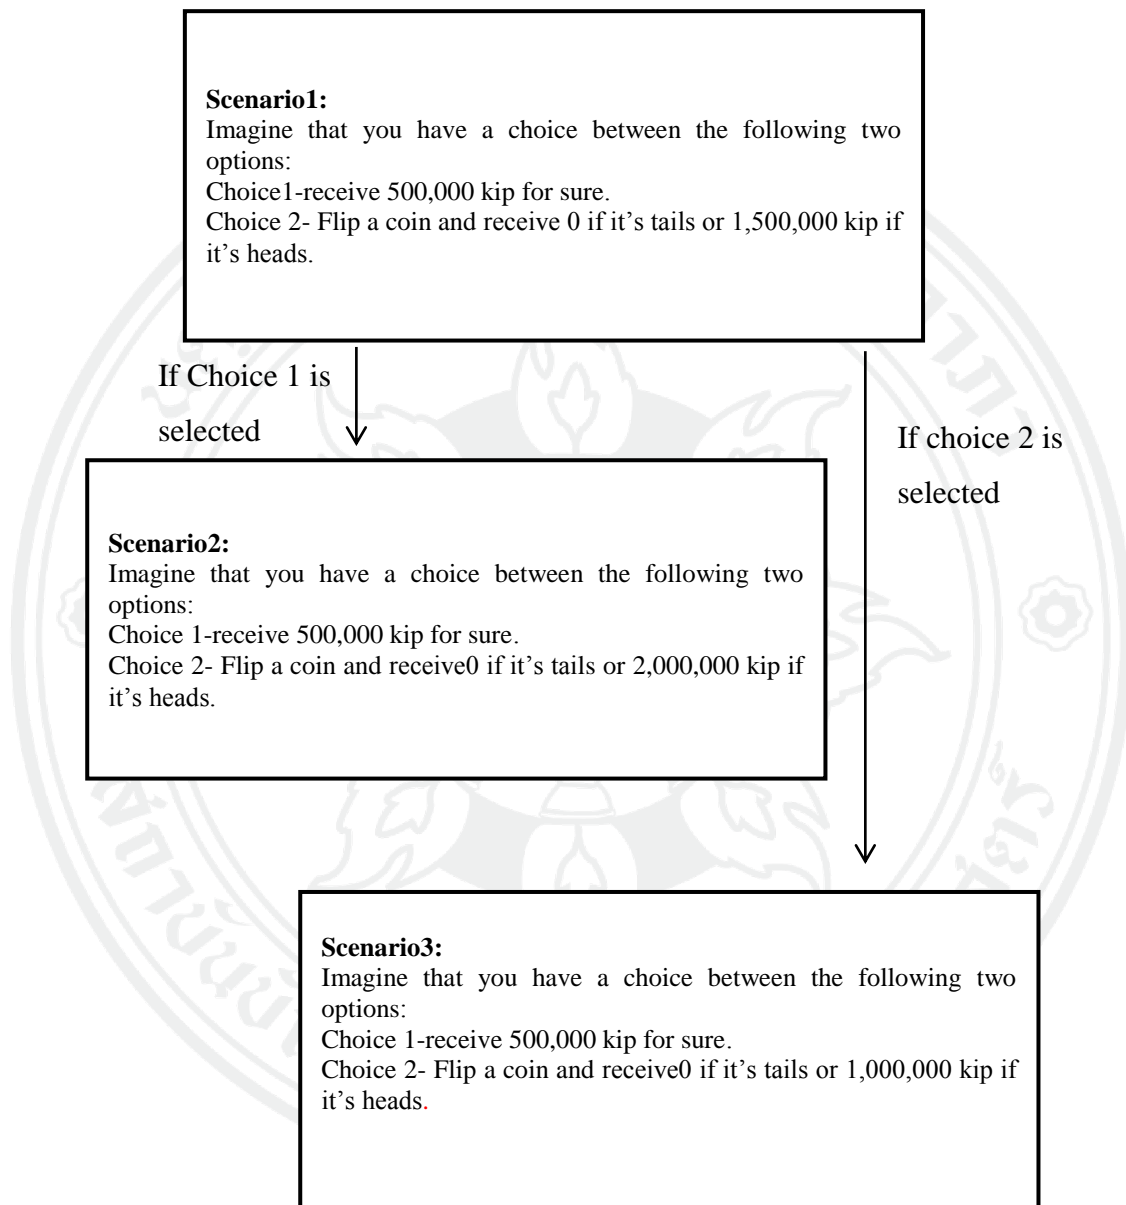 Scenario1:
Imagine that you have a choice between the following two
options:
Choice1-receive 500,000 kip for sure.
Choice 2- Flip a coin and receive 0 if it's tails or 1,500,000 kip if
it's heads.
If Choice 1 is
selected
If choice 2 is
selected
Scenario2:
Imagine that you have a choice between the following two
options:
Choice 1-receive 500,000 kip for sure.
Choice 2- Flip a coin and receive0 if it's tails or 2,000,000 kip if
it's heads.
Scenario3:
Imagine that you have a choice between the following two
options:
Choice 1-receive 500,000 kip for sure.
Choice 2- Flip a coin and receive0 if it's tails or 1,000,000 kip if
it's heads.